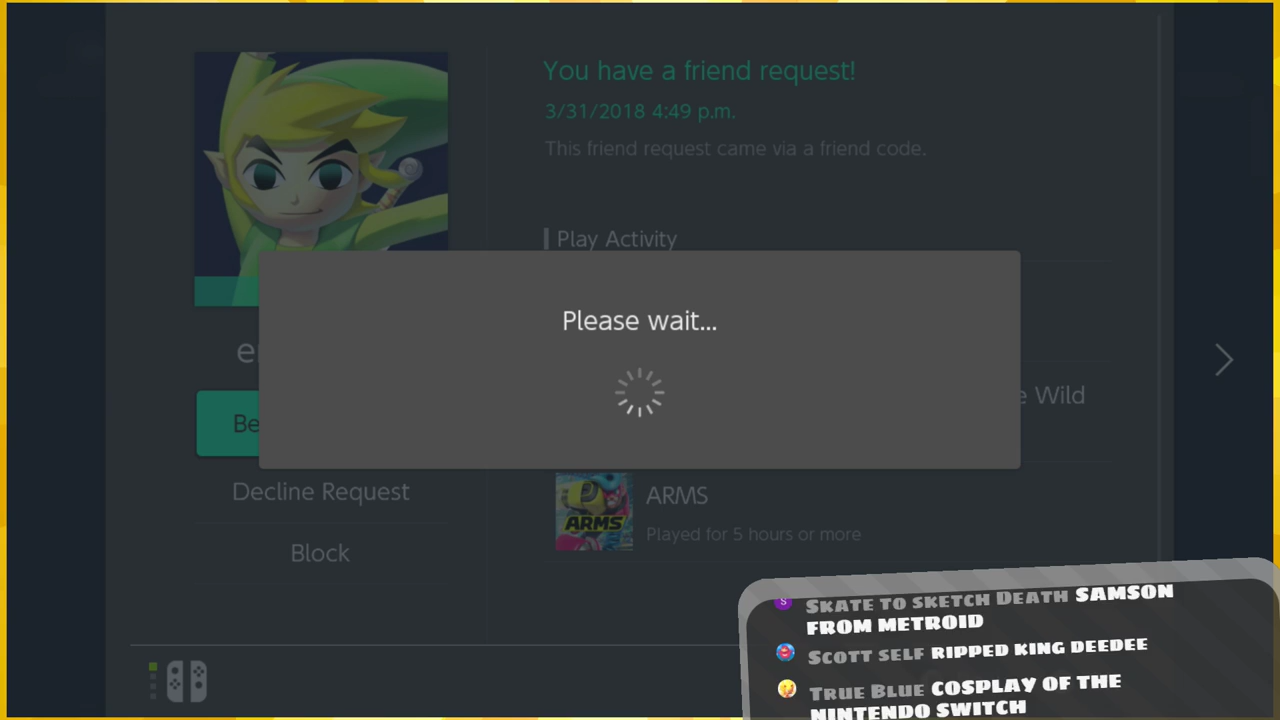 You have a friend request!
3/31/2018 4:49 p.m.
This friend request came via a friend code.
Play Activity
Please wait...
Wild
Decline Request
Block
ARMS
ARMS
Played for 5 hours or more
S
SKATE TO SKETCH DEATH SAMSON
FROM METROID
SCOTT SELF RIPPED KING DEEDEE
TRUE BLUE COSPLAY OF THE
NINTENDO SWITCH